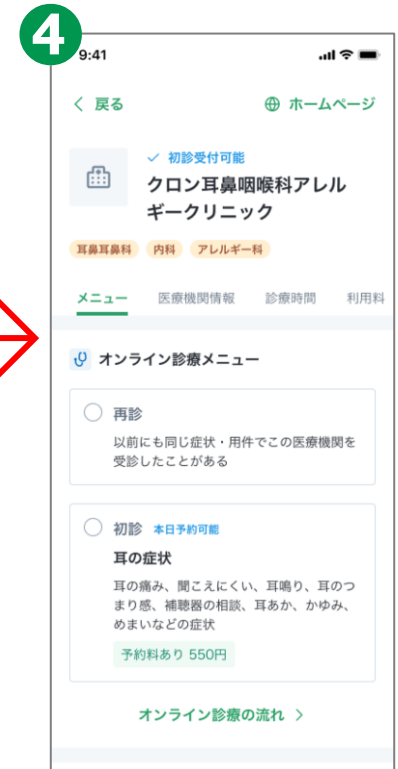 4
9:41
戻る
ホームページ
初診受付可能
クロン耳鼻咽喉科アレル
ギークリニック
耳鼻耳鼻科 内科 アレルギー科
メニュー 医療機関情報 診療時間 利用料
オンライン診療メニュー
再診
以前にも同じ症状・用件でこの医療機関を
受診したことがある
初診 本日予約可能
耳の症状
耳の痛み、聞こえにくい、耳鳴り、耳のつ
まり感、補聴器の相談、耳あか、かゆみ、
めまいなどの症状
予約料あり 550円
オンライン診療の流れ